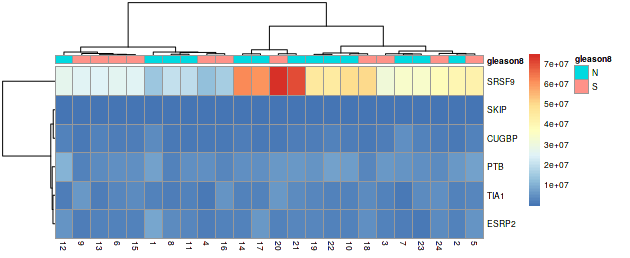 gleason8
SRSF9
SKIP
CUGBP
PTB
TIA1
ESRP2
12 9 13 6 15 1 8 11 4 16 14 17 20 21 19 22 10 18 3 7 23 24 2 5
7e+07
6e+07
5e+07
4e+07
3e+07
2e+07
1e+07
gleason8
N
S